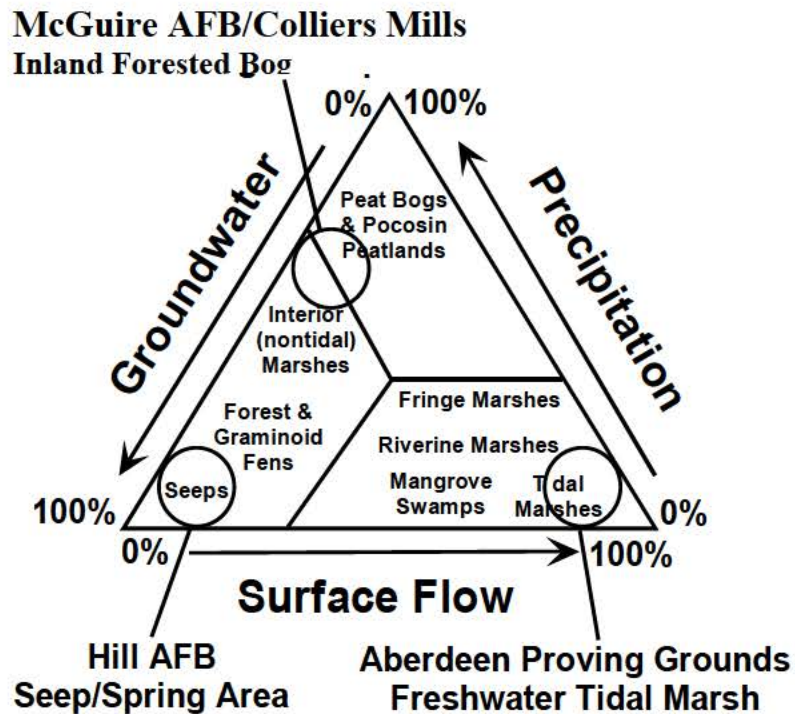 McGuire AFB/Colliers Mills
Inland Forested Bog
0% 100%
Groundwater
Precipitation
Peat Bogs
& Pocosin
Peatlands
Interior
(nontidal)
Marshes
Forest &
Graminoid
Fens
Seeps
Fringe Marshes
Riverine Marshes
Mangrove
Swamps
Tidal
Marshes
100%
0%
0%
100%
Surface Flow
Hill AFB
Seep/Spring Area
Aberdeen Proving Grounds
Freshwater Tidal Marsh